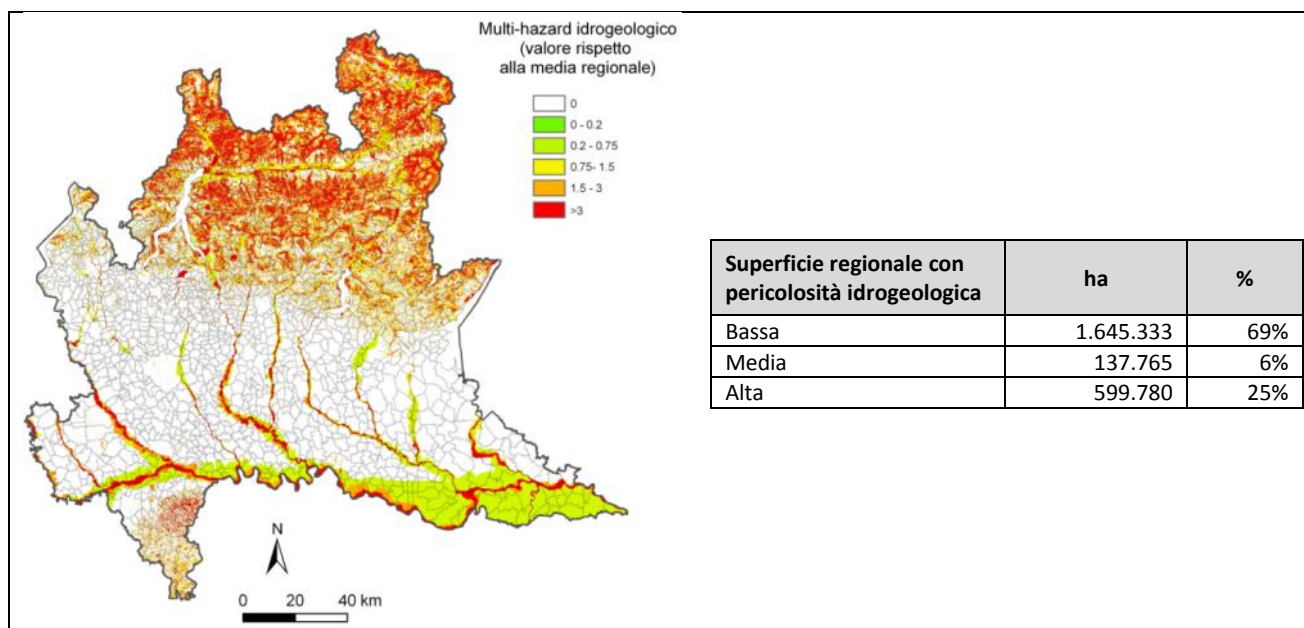 Multi-hazard idrogeologico
(valore rispetto
alla media regionale)
0
0 - 0.2
0.2 - 0.75
0.75- 1.5
1.5 - 3
>3
N
0 20 40 km
Superficie regionale con pericolosità idrogeologica ha %
Bassa 1.645.333 69%
Media 137.765 6%
Alta 599.780 25%